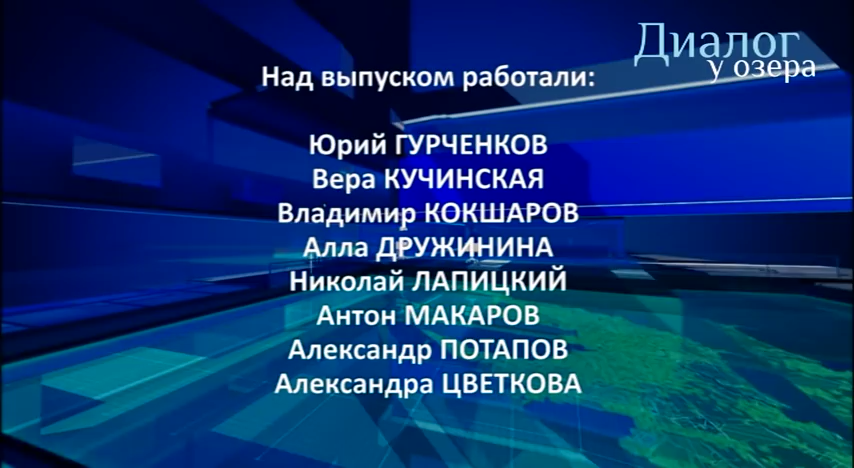 Диалог
у озера
Над выпуском работали:
Юрий ГУРЧЕНКОВ
Вера КУЧИНСКАЯ
Владимир КОКШАРОВ
Алла ДРУЖИНИНА
Николай ЛАПИЦКИЙ
Антон МАКАРОВ
Александр ПОТАПОВ
Александра ЦВЕТКОВА